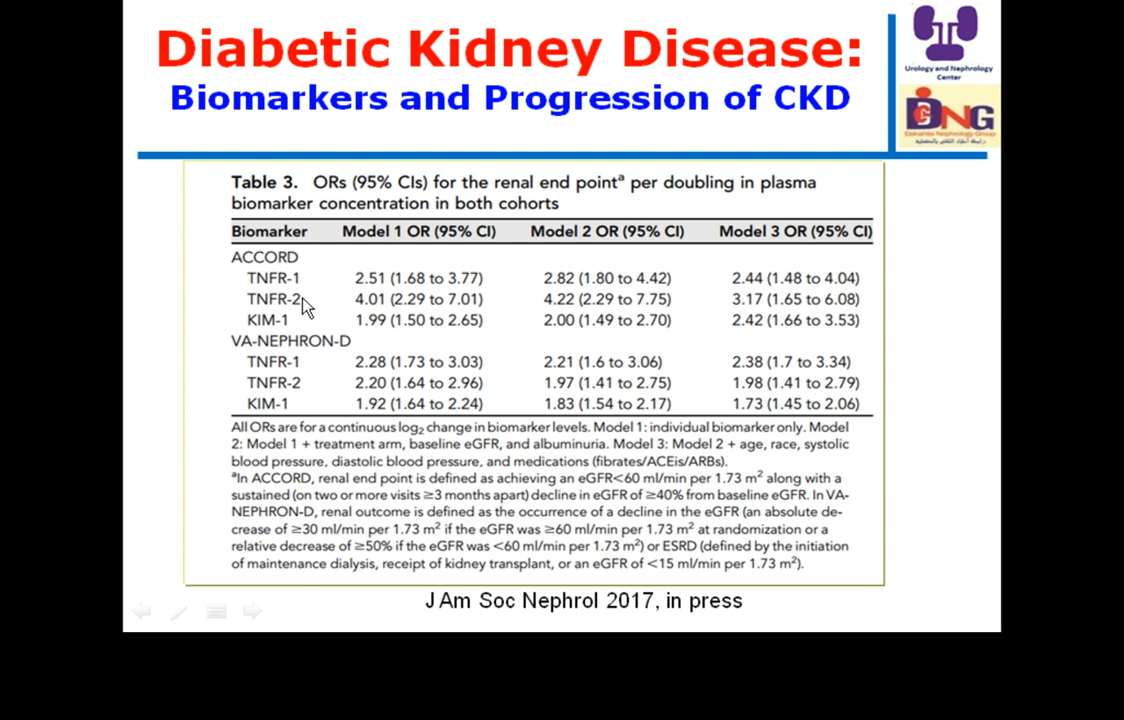 Diabetic Kidney Disease:
Biomarkers and Progression of CKD
Urology and Nephrology
Center
DNG
Table 3. ORs (95% CIs) for the renal end pointᵃ per doubling in plasma
biomarker concentration in both cohorts
Biomarker Model 1 OR (95% CI) Model 2 OR (95% CI) Model 3 OR (95% CI)
ACCORD
TNFR-1 2.51 (1.68 to 3.77) 2.82 (1.80 to 4.42) 2.44 (1.48 to 4.04)
TNFR-2 4.01 (2.29 to 7.01) 4.22 (2.29 to 7.75) 3.17 (1.65 to 6.08)
KIM-1 1.99 (1.50 to 2.65) 2.00 (1.49 to 2.70) 2.42 (1.66 to 3.53)
VA-NEPHRON-D
TNFR-1 2.28 (1.73 to 3.03) 2.21 (1.6 to 3.06) 2.38 (1.7 to 3.34)
TNFR-2 2.20 (1.64 to 2.96) 1.97 (1.41 to 2.75) 1.98 (1.41 to 2.79)
KIM-1 1.92 (1.64 to 2.24) 1.83 (1.54 to 2.17) 1.73 (1.45 to 2.06)
All ORs are for a continuous log₂ change in biomarker levels. Model 1: individual biomarker only. Model
2: Model 1 + treatment arm, baseline eGFR, and albuminuria. Model 3: Model 2 + age, race, systolic
blood pressure, diastolic blood pressure, and medications (fibrates/ACEis/ARBs).
ᵃIn ACCORD, renal end point is defined as achieving an eGFR<60 ml/min per 1.73 m² along with a
sustained (on two or more visits ≥3 months apart) decline in eGFR of ≥40% from baseline eGFR. In VA-
NEPHRON-D, renal outcome is defined as the occurrence of a decline in the eGFR (an absolute de-
crease of ≥30 ml/min per 1.73 m² if the eGFR was ≥60 ml/min per 1.73 m² at randomization or a
relative decrease of ≥50% if the eGFR was <60 ml/min per 1.73 m²) or ESRD (defined by the initiation
of maintenance dialysis, receipt of kidney transplant, or an eGFR of <15 ml/min per 1.73 m²).
J Am Soc Nephrol 2017, in press